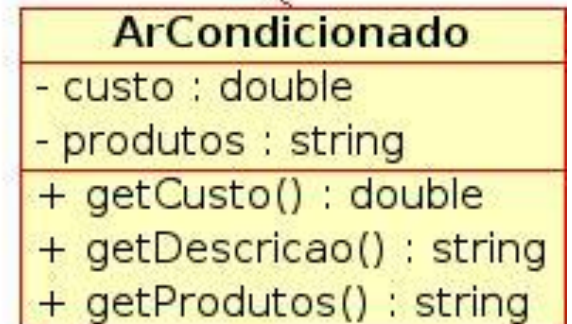 ArCondicionado
- custo : double
- produtos : string
+ getCusto() : double
+ getDescricao() : string
+ getProdutos() : string